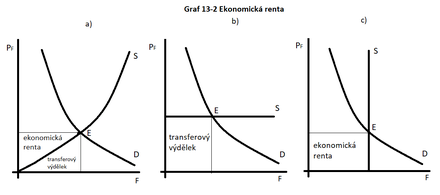 Graf 13-2 Ekonomická renta
a)
b)
c)
PF
S
E
ekonomická
renta
transferový
výdělek
D
F
PF
E
S
transferový
výdělek
D
F
PF
S
E
ekonomická
renta
D
F